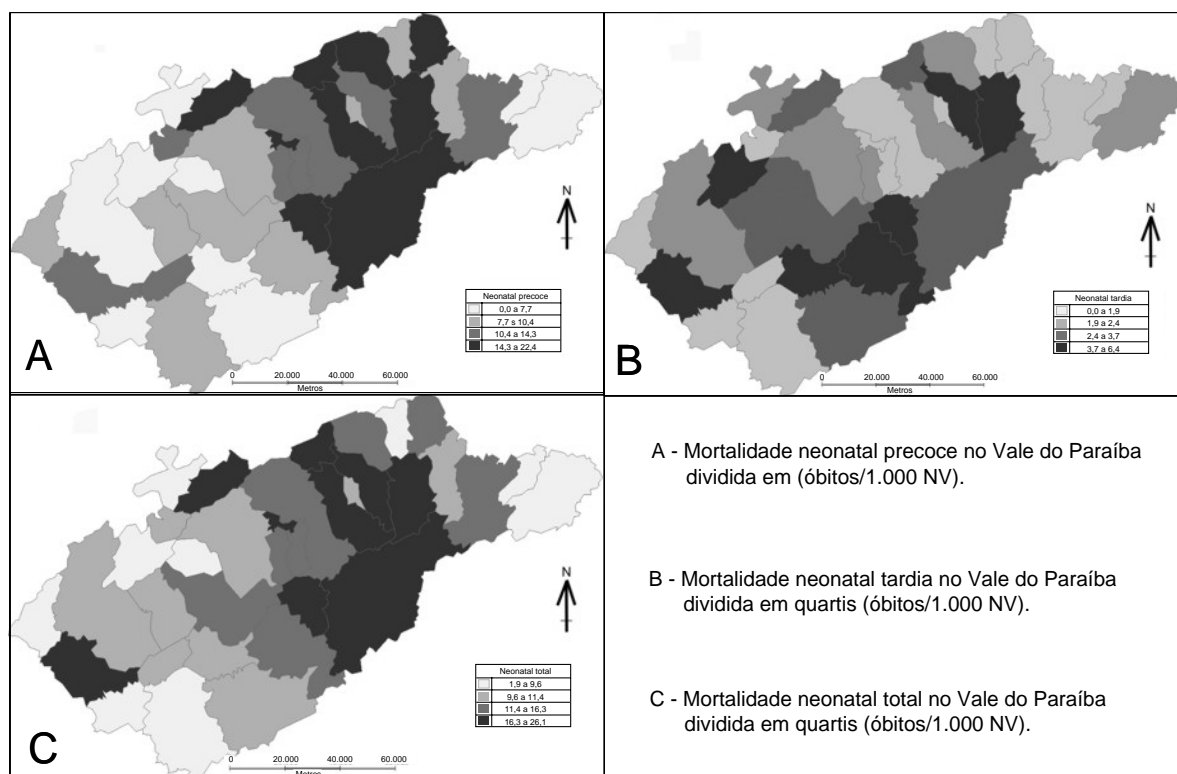 A
N
Neonatal precoce
0,0 a 7,7
7,7 s 10,4
10,4 a 14,3
14,3 a 22,4
0 20.000 40.000 60.000
Metros
B
N
Neonatal tardia
0,0 a 1,9
1,9 a 2,4
2,4 a 3,7
3,7 a 6,4
0 20.000 40.000 60.000
Metros
C
N
Neonatal total
1,9 a 9,6
9,6 a 11,4
11,4 a 16,3
16,3 a 26,1
0 20.000 40.000 60.000
Metros
A - Mortalidade neonatal precoce no Vale do Paraíba
dividida em (óbitos/1.000 NV).
B - Mortalidade neonatal tardia no Vale do Paraíba
dividida em quartis (óbitos/1.000 NV).
C - Mortalidade neonatal total no Vale do Paraíba
dividida em quartis (óbitos/1.000 NV).